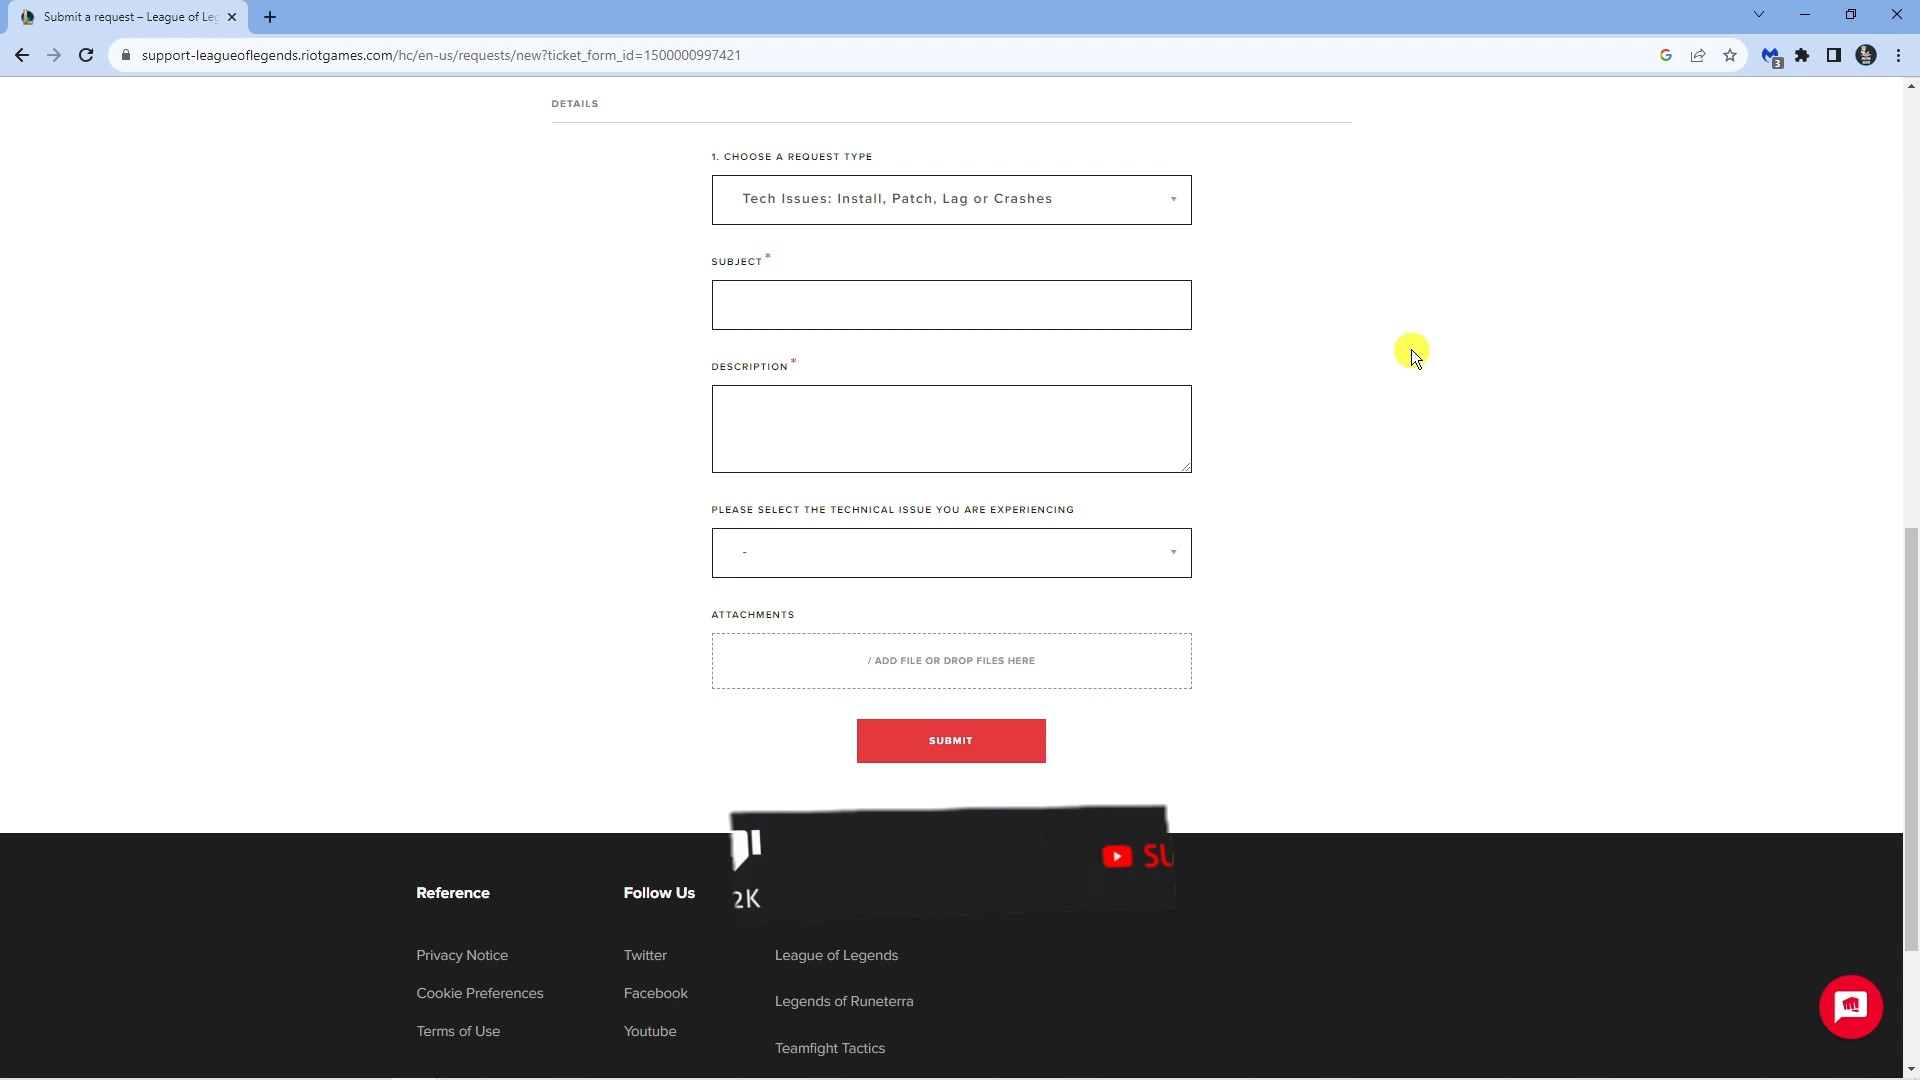 Submit a request – League of Leg
support-leagueoflegends.riotgames.com/hc/en-us/requests/new?ticket_form_id=1500000997421
3
DETAILS
1. CHOOSE A REQUEST TYPE
Tech Issues: Install, Patch, Lag or Crashes
SUBJECT*
DESCRIPTION*
PLEASE SELECT THE TECHNICAL ISSUE YOU ARE EXPERIENCING
-
ATTACHMENTS
/ ADD FILE OR DROP FILES HERE
SUBMIT
2K
SU
Reference
Follow Us
Privacy Notice
Twitter
League of Legends
Cookie Preferences
Facebook
Legends of Runeterra
Terms of Use
Youtube
Teamfight Tactics